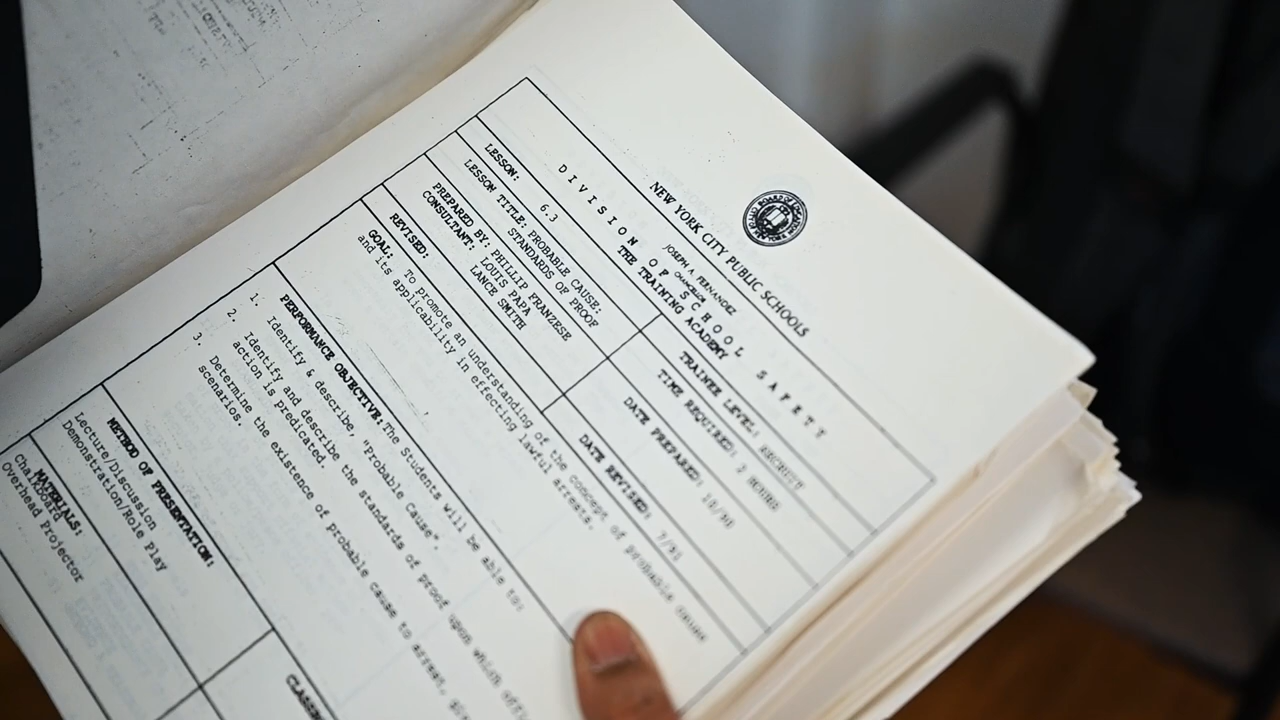 NEW YORK CITY PUBLIC SCHOOLS
JOSEPH A. FERNANDEZ
CHANCELLOR
DIVISION OF SCHOOL SAFETY
THE TRAINING ACADEMY
LESSON: 6.3
TRAINEE LEVEL: RECRUIT
LESSON TITLE: PROBABLE CAUSE:
STANDARDS OF PROOF
TIME REQUIRED: 2 HOURS
PREPARED BY: PHILLIP FRANZESE
LOUIS PAPA
CONSULTANT: LANCE SMITH
DATE PREPARED: 12/90
REVISED:
DATE REVISED: 7/91
GOAL: To promote an understanding of the concept of probable cause
and its applicability in effecting lawful arrests.
PERFORMANCE OBJECTIVE: The Students will be able to:
1. Identify & describe, "Probable Cause".
2. Identify and describe the standards of proof upon which
action is predicated.
3. Determine the existence of probable cause to arrest,
scenarios.
METHOD OF PRESENTATION:
Lecture/Discussion
Demonstration/Role Play
MATERIALS:
Overhead Projector